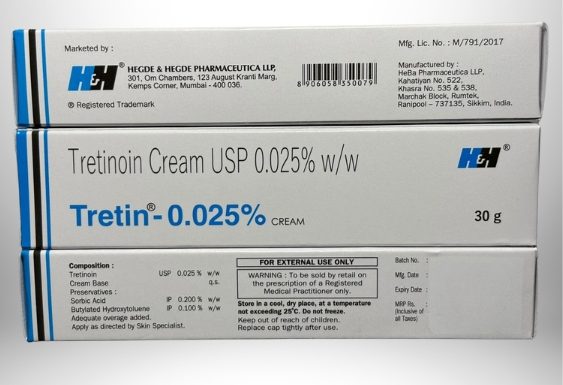 Marketed by :
H&H ®
HEGDE & HEGDE PHARMACEUTICA LLP,
301, Om Chambers, 123 August Kranti Marg,
Kemps Corner, Mumbai - 400 036.
® Registered Trademark
8 906058 350079
Mfg. Lic. No. : M/791/2017
Manufactured by :
HeBa Pharmaceutica LLP.
Kahatiyan No. 522,
Khasra No. 535 & 538,
Marchak Block, Rumtek,
Ranipool – 737135, Sikkim, India.
Tretinoin Cream USP 0.025% w/w
H&H ®
Tretin®- 0.025% CREAM
30 g
Composition :
Tretinoin USP 0.025 % w/w
Cream Base q.s.
Preservatives :
Sorbic Acid IP 0.200 % w/w
Butylated Hydroxytoluene IP 0.100 % w/w
Adequate overage added.
Apply as directed by Skin Specialist.
FOR EXTERNAL USE ONLY
WARNING : To be sold by retail on
the prescription of a Registered
Medical Practitioner only.
Store in a cool, dry place, at a temperature
not exceeding 25°C. Do not freeze.
Keep out of reach of children.
Replace cap tightly after use.
Batch No. :
Mfg. Date :
Expiry Date :
MRP Rs. :
(Inclusive of
all Taxes)